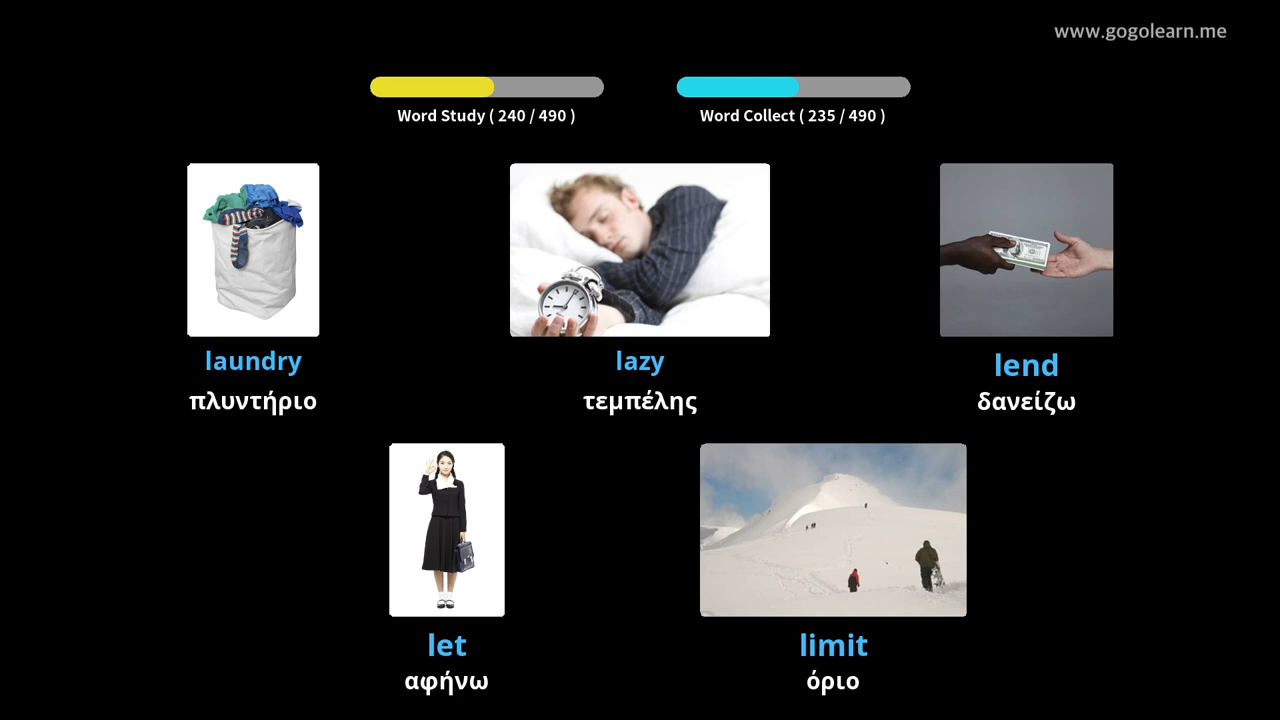 www.gogolearn.me
Word Study ( 240 / 490 )
Word Collect ( 235 / 490 )
laundry
πλυντήριο
lazy
τεμπέλης
lend
δανείζω
let
αφήνω
limit
όριο